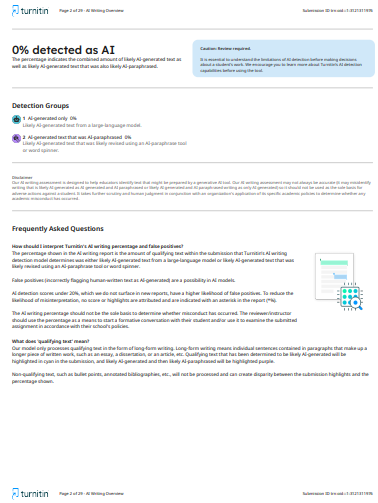 turnitin Page 2 of 29 - AI Writing Overview Submission ID trn:oid:::1:3121311976
0% detected as AI
The percentage indicates the combined amount of likely AI-generated text as
well as likely AI-generated text that was also likely AI-paraphrased.
Caution: Review required.
It is essential to understand the limitations of AI detection before making decisions
about a student's work. We encourage you to learn more about Turnitin's AI detection
capabilities before using the tool.
Detection Groups
1 AI-generated only 0%
Likely AI-generated text from a large-language model.
2 AI-generated text that was AI-paraphrased 0%
Likely AI-generated text that was likely revised using an AI-paraphrase tool
or word spinner.
Disclaimer
Our AI writing assessment is designed to help educators identify text that might be prepared by a generative AI tool. Our AI writing assessment may not always be accurate (it may misidentify
writing that is likely AI generated as AI generated and AI paraphrased or likely AI generated and AI paraphrased writing as only AI generated) so it should not be used as the sole basis for
adverse actions against a student. It takes further scrutiny and human judgment in conjunction with an organization's application of its specific academic policies to determine whether any
academic misconduct has occurred.
Frequently Asked Questions
How should I interpret Turnitin's AI writing percentage and false positives?
The percentage shown in the AI writing report is the amount of qualifying text within the submission that Turnitin's AI writing
detection model determines was either likely AI-generated text from a large-language model or likely AI-generated text that was
likely revised using an AI-paraphrase tool or word spinner.
False positives (incorrectly flagging human-written text as AI-generated) are a possibility in AI models.
AI detection scores under 20%, which we do not surface in new reports, have a higher likelihood of false positives. To reduce the
likelihood of misinterpretation, no score or highlights are attributed and are indicated with an asterisk in the report (*%).
The AI writing percentage should not be the sole basis to determine whether misconduct has occurred. The reviewer/instructor
should use the percentage as a means to start a formative conversation with their student and/or use it to examine the submitted
assignment in accordance with their school's policies.
What does 'qualifying text' mean?
Our model only processes qualifying text in the form of long-form writing. Long-form writing means individual sentences contained in paragraphs that make up a
longer piece of written work, such as an essay, a dissertation, or an article, etc. Qualifying text that has been determined to be likely AI-generated will be
highlighted in cyan in the submission, and likely AI-generated and then likely AI-paraphrased will be highlighted purple.
Non-qualifying text, such as bullet points, annotated bibliographies, etc., will not be processed and can create disparity between the submission highlights and the
percentage shown.
turnitin Page 2 of 29 - AI Writing Overview Submission ID trn:oid:::1:3121311976